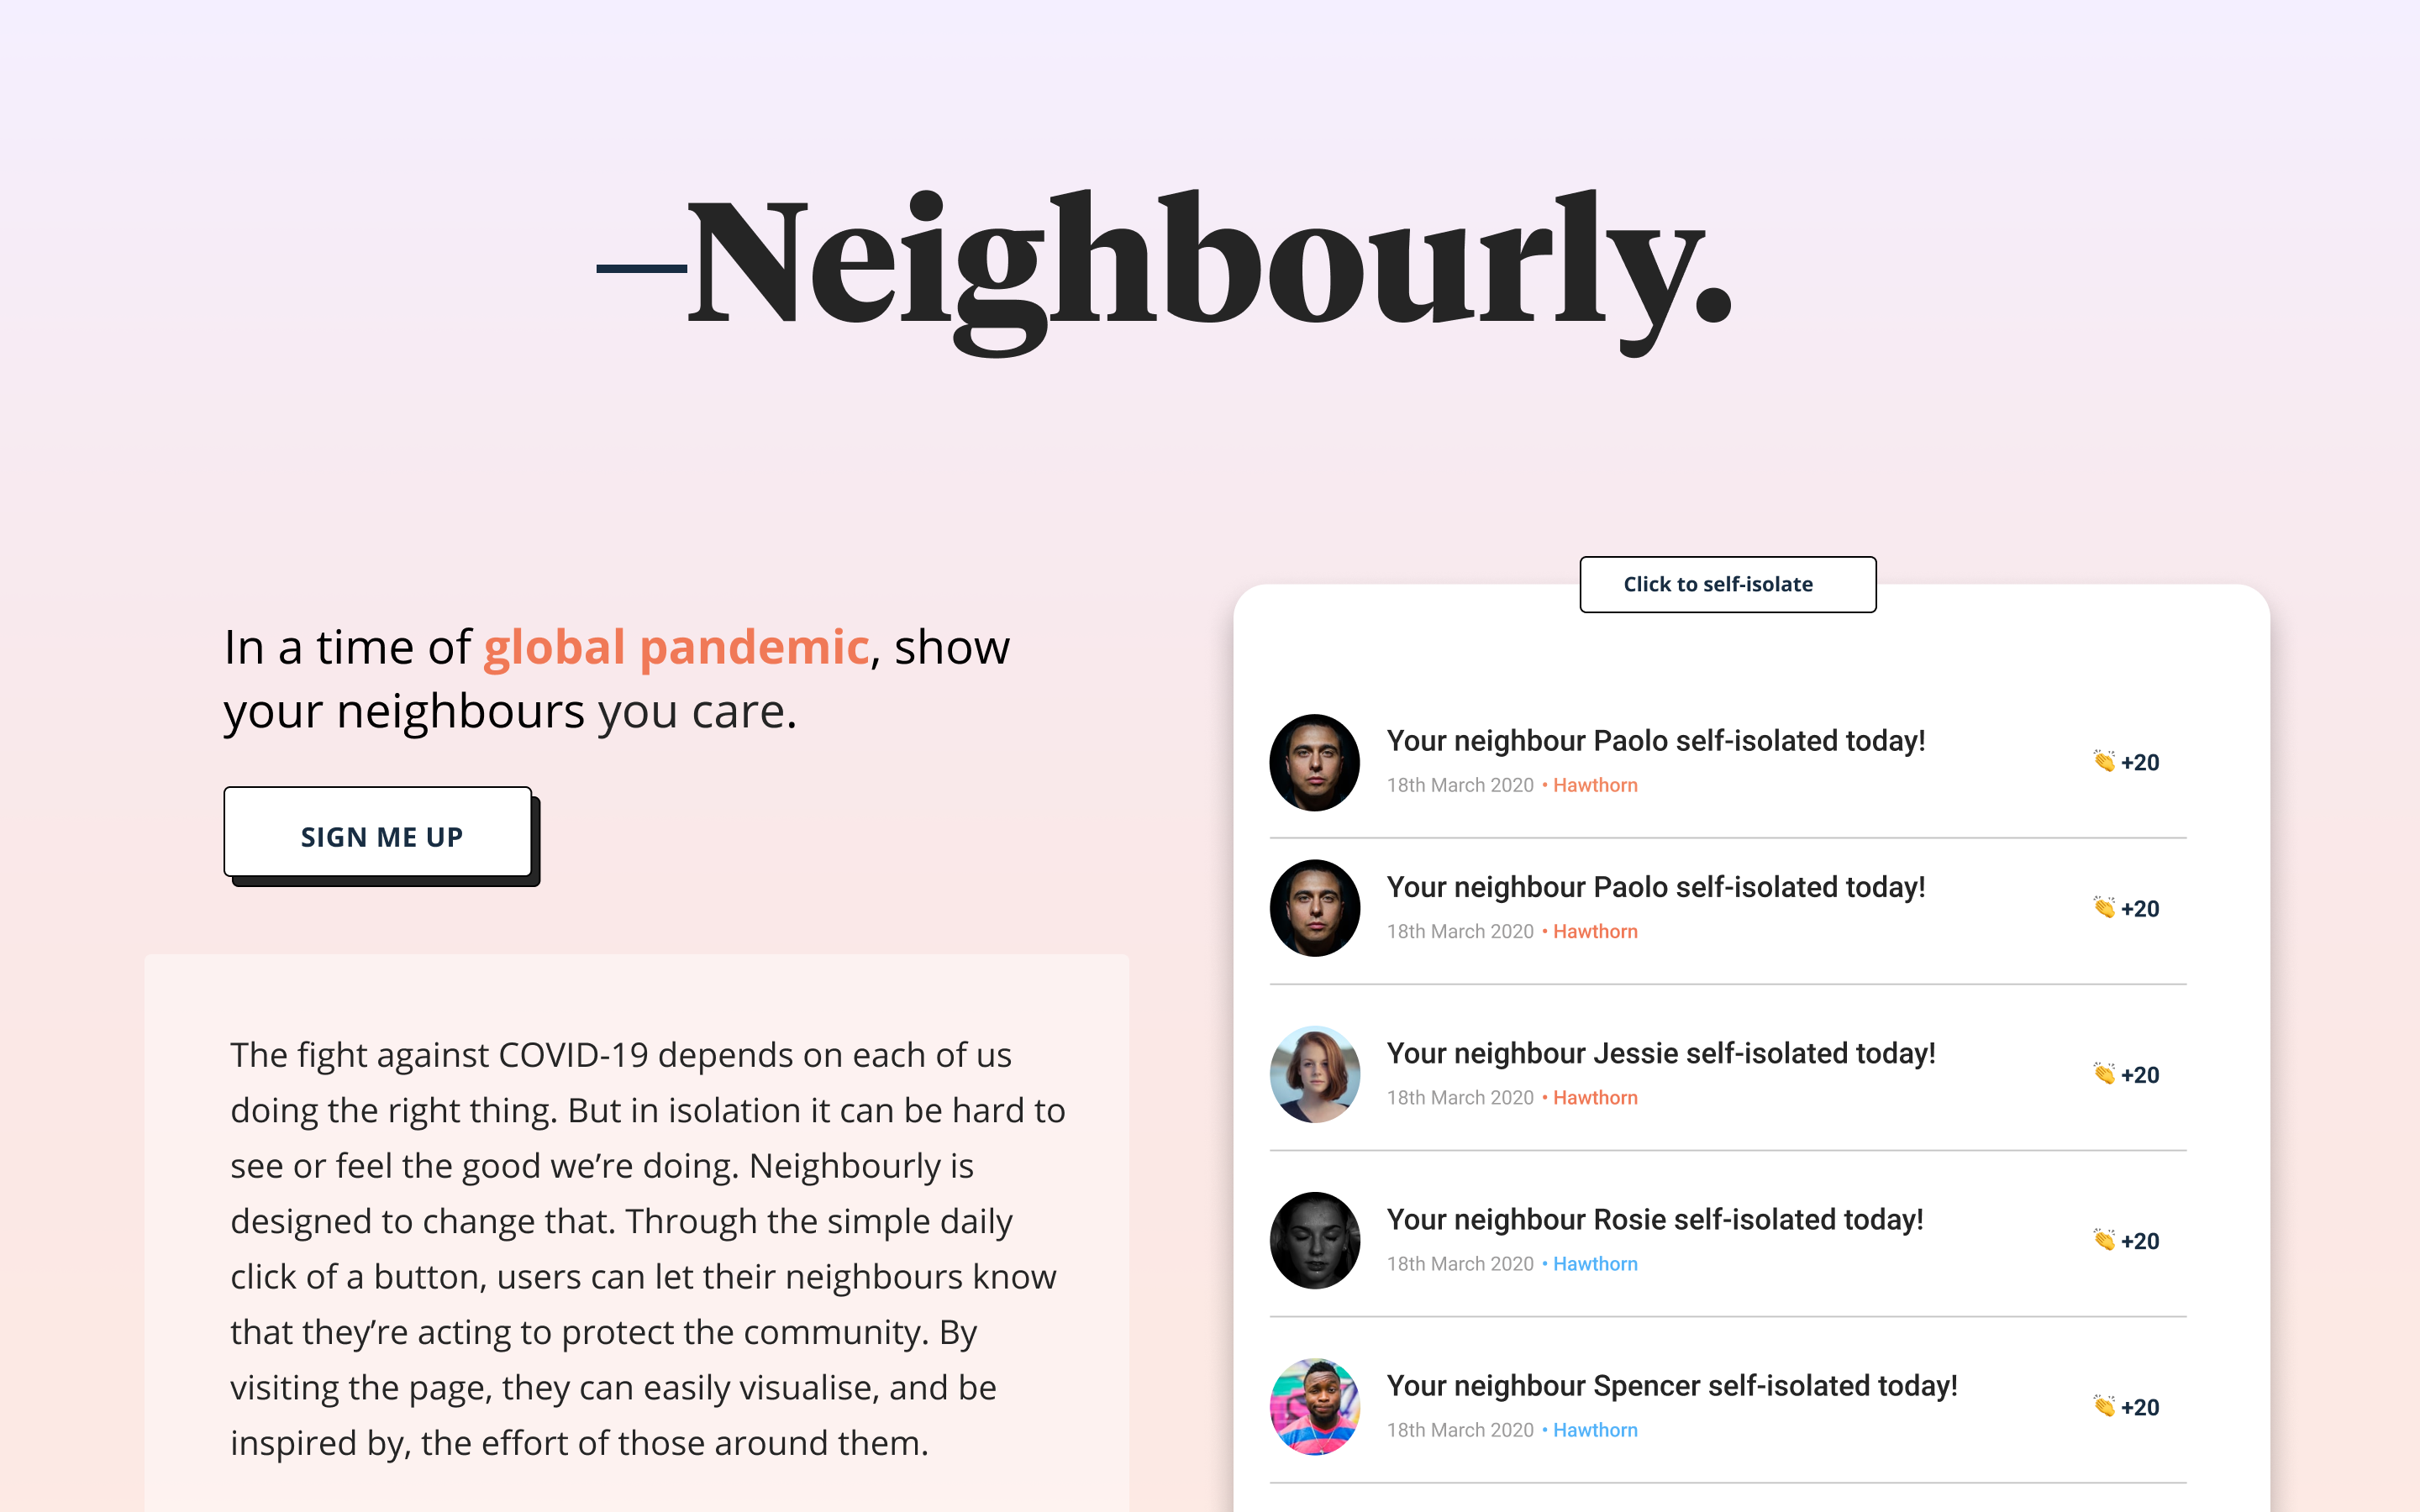 —Neighbourly.
In a time of global pandemic, show
your neighbours you care.
SIGN ME UP
The fight against COVID-19 depends on each of us
doing the right thing. But in isolation it can be hard to
see or feel the good we’re doing. Neighbourly is
designed to change that. Through the simple daily
click of a button, users can let their neighbours know
that they’re acting to protect the community. By
visiting the page, they can easily visualise, and be
inspired by, the effort of those around them.
Click to self-isolate
Your neighbour Paolo self-isolated today!
18th March 2020 • Hawthorn
👏 +20
Your neighbour Paolo self-isolated today!
18th March 2020 • Hawthorn
👏 +20
Your neighbour Jessie self-isolated today!
18th March 2020 • Hawthorn
👏 +20
Your neighbour Rosie self-isolated today!
18th March 2020 • Hawthorn
👏 +20
Your neighbour Spencer self-isolated today!
18th March 2020 • Hawthorn
👏 +20